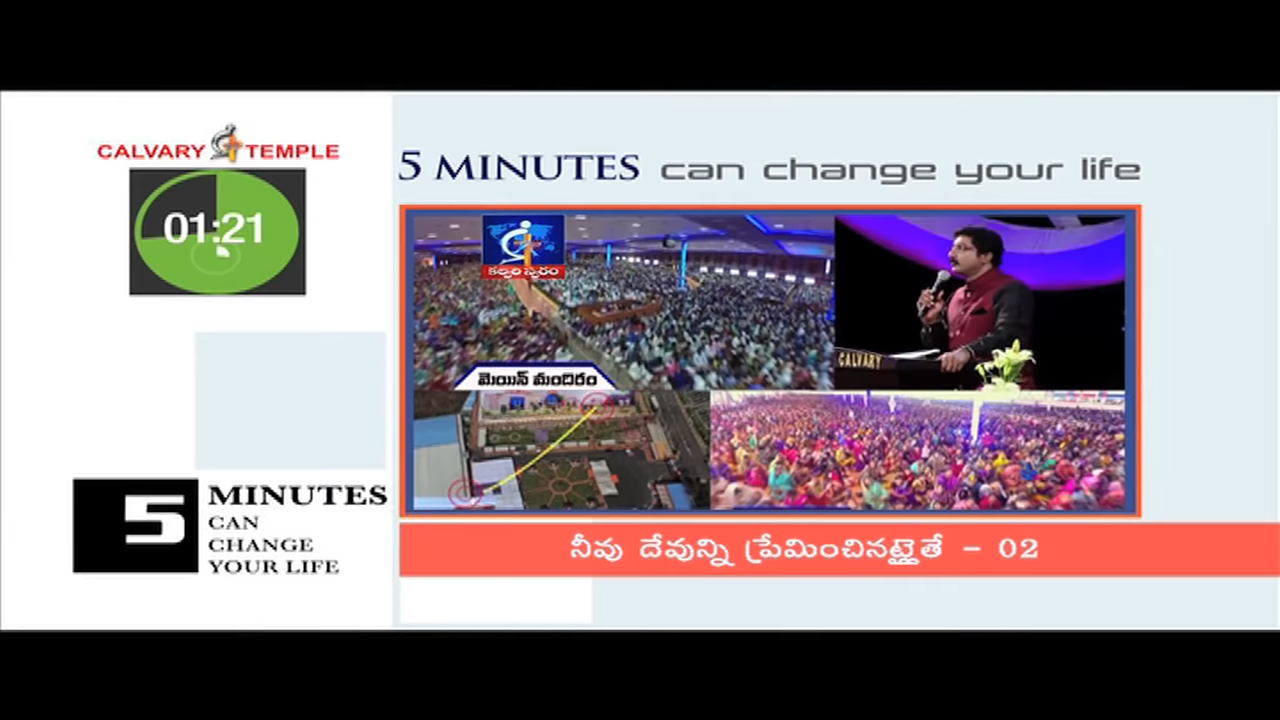 CALVARY TEMPLE
01:21
5 MINUTES can change your life
కల్వరి స్వరం
CALVARY
మెయిన్ మందిరం
5 MINUTES
CAN
CHANGE
YOUR LIFE
నీవు దేవున్ని ప్రేమించినట్లైతే - 02